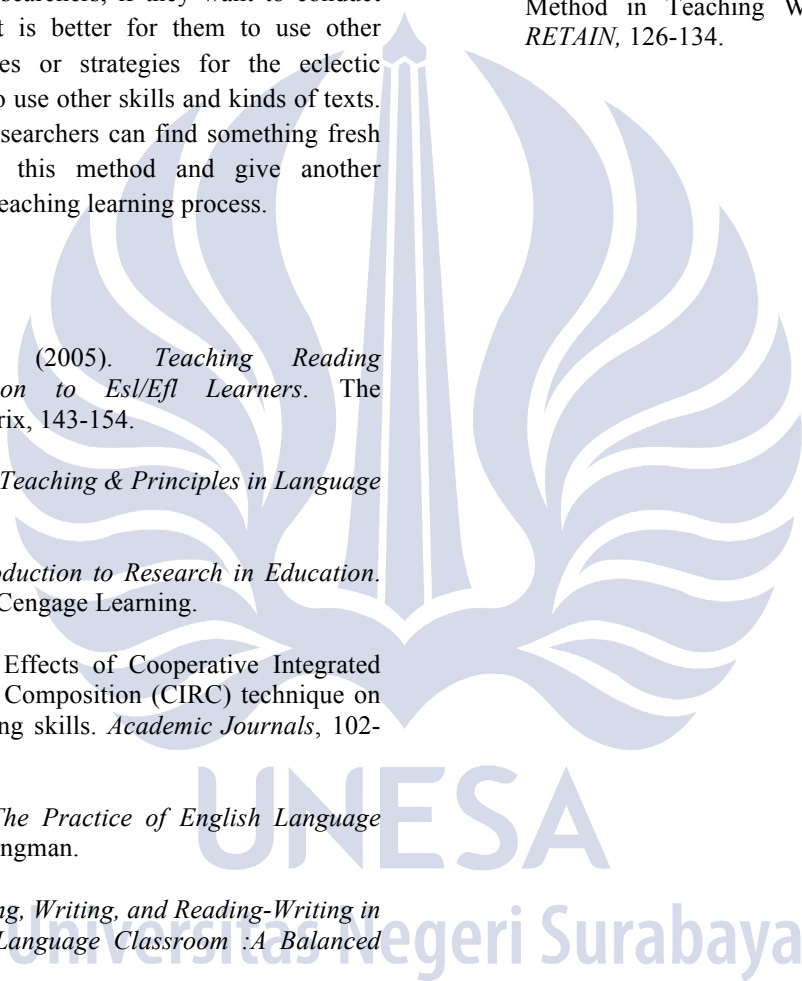 searchers, if they want to conduct
t is better for them to use other
es or strategies for the eclectic
o use other skills and kinds of texts.
searchers can find something fresh
this method and give another
eaching learning process.
(2005). Teaching Reading
on to Esl/Efl Learners. The
rix, 143-154.
Teaching & Principles in Language
oduction to Research in Education.
Cengage Learning.
Effects of Cooperative Integrated
Composition (CIRC) technique on
ng skills. Academic Journals, 102-
The Practice of English Language
ngman.
ng, Writing, and Reading-Writing in
Language Classroom :A Balanced
Method in Teaching W
RETAIN, 126-134.
UNESA
Universitas Negeri Surabaya